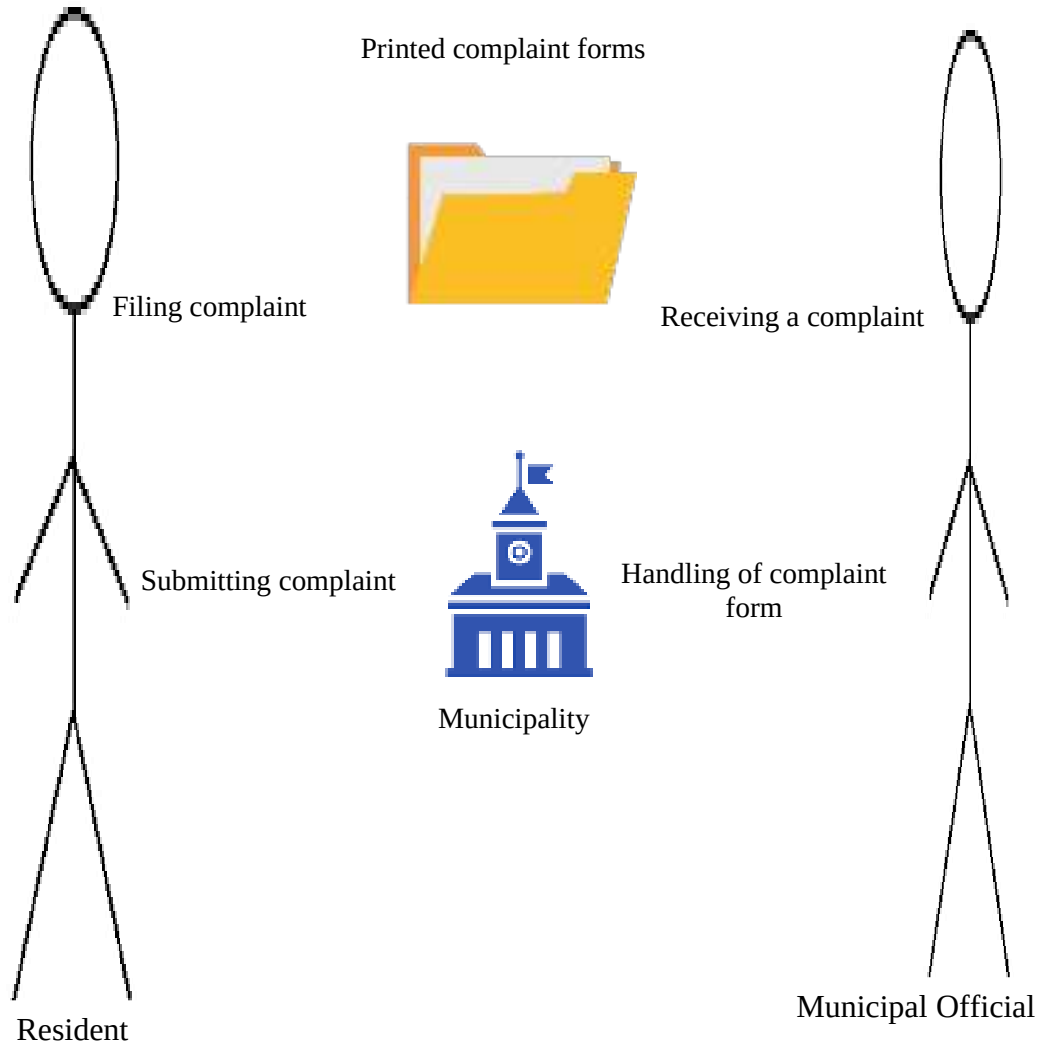 Printed complaint forms
Filing complaint
Receiving a complaint
Submitting complaint
Handling of complaint
form
Municipality
Municipal Official
Resident